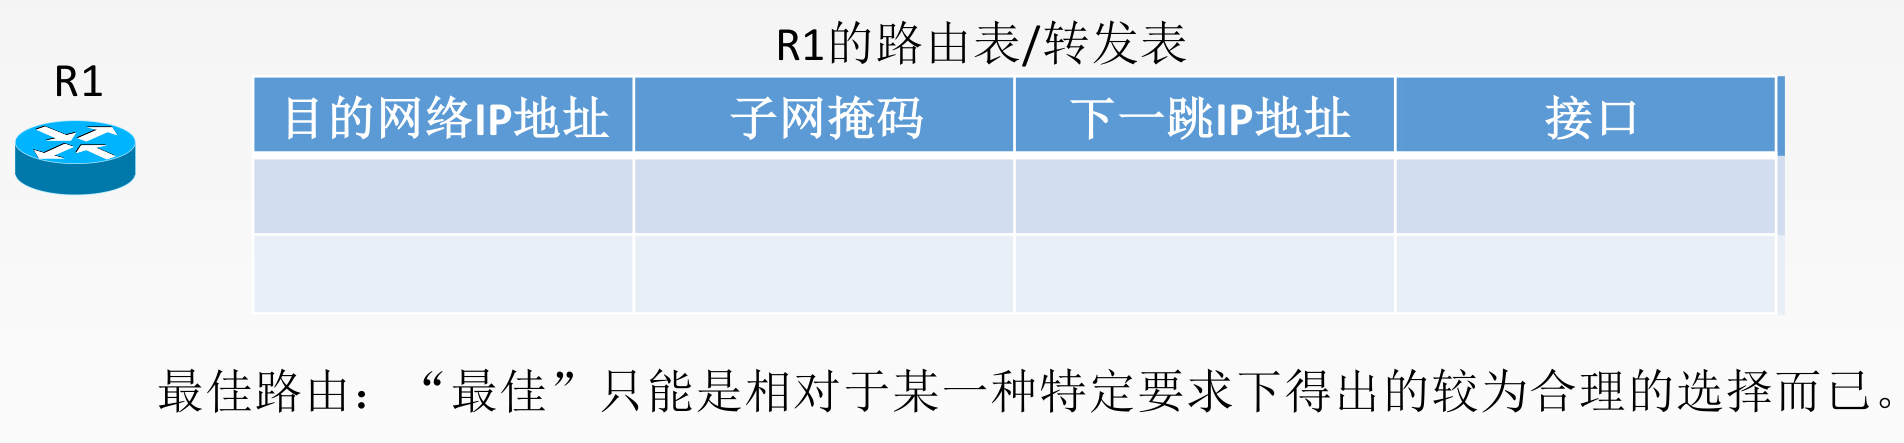 R1的路由表/转发表
R1
目的网络IP地址 子网掩码 下一跳IP地址 接口
最佳路由：“最佳”只能是相对于某一种特定要求下得出的较为合理的选择而已。